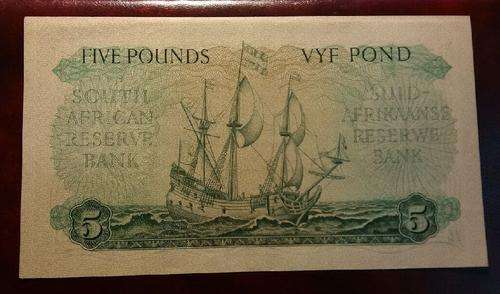 FIVE POUNDS
VYF POND
SOUTH
AFRICAN
RESERVE
BANK
SUID-
AFRIKAANSE
RESERWE
BANK
5
5